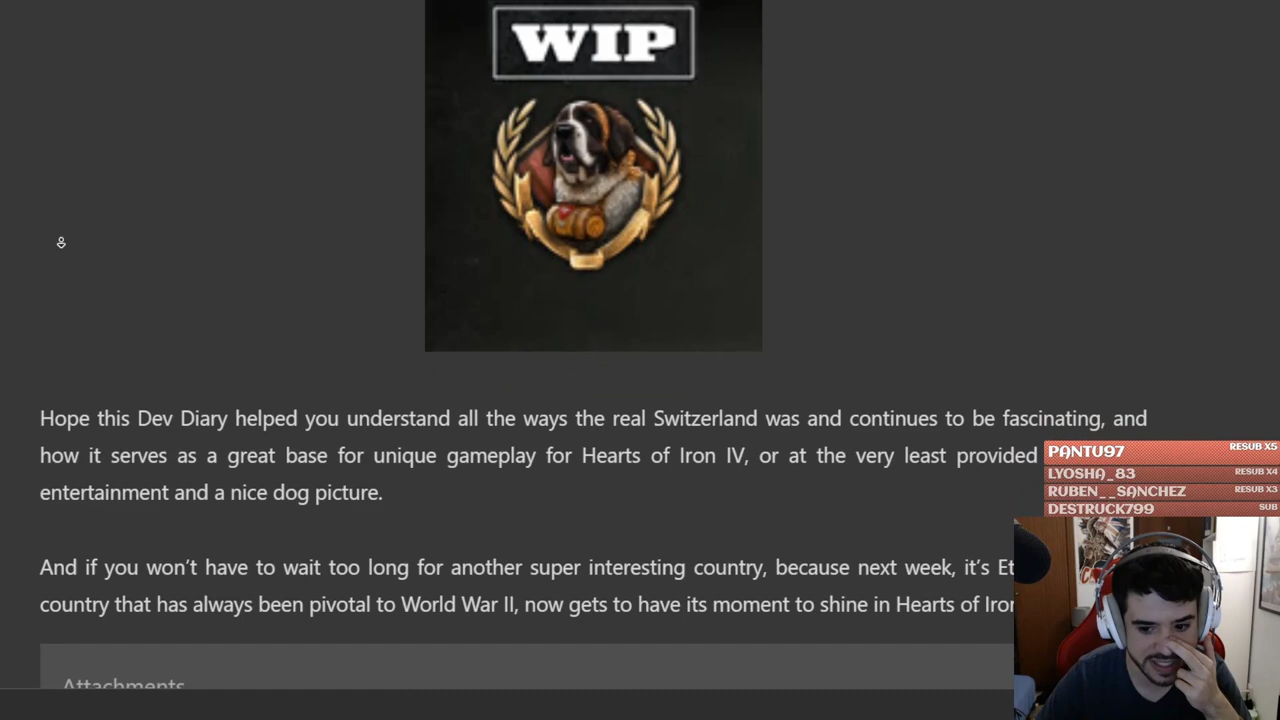 WIP
Hope this Dev Diary helped you understand all the ways the real Switzerland was and continues to be fascinating, and
how it serves as a great base for unique gameplay for Hearts of Iron IV, or at the very least provided
entertainment and a nice dog picture.
And if you won’t have to wait too long for another super interesting country, because next week, it’s Et
country that has always been pivotal to World War II, now gets to have its moment to shine in Hearts of Iron
Attachments
PANTU97 RESUB X5
LYOSHA_83 RESUB X4
RUBEN__SANCHEZ RESUB X3
DESTRUCK799 SUB